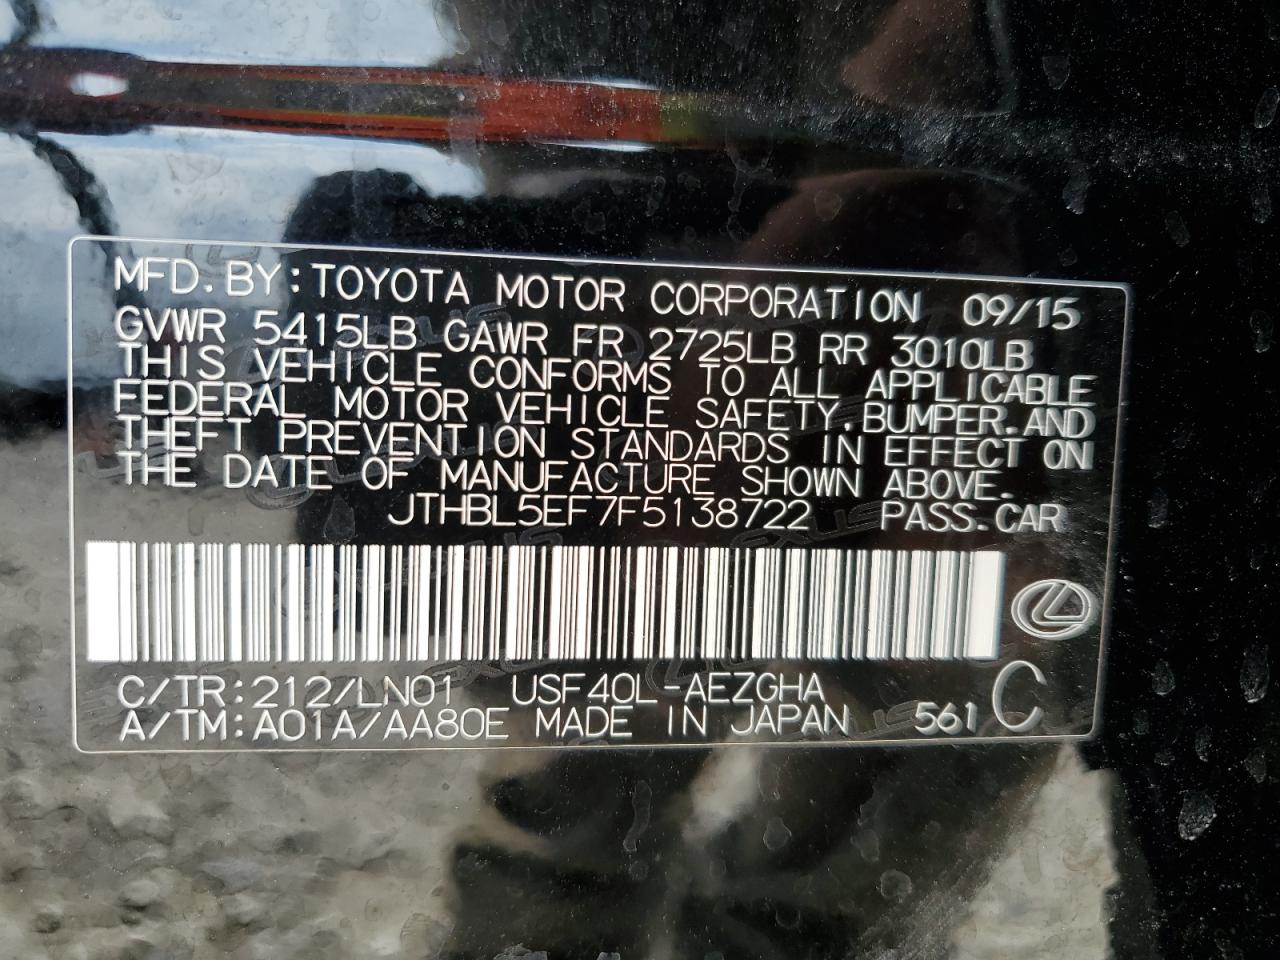 MFD. BY: TOYOTA MOTOR CORPORATION 09/15
GVWR 5415LB GAWR FR 2725LB RR 3010LB
THIS VEHICLE CONFORMS TO ALL APPLICABLE
FEDERAL MOTOR VEHICLE SAFETY, BUMPER, AND
THEFT PREVENTION STANDARDS IN EFFECT ON
THE DATE OF MANUFACTURE SHOWN ABOVE.
JTHBL5EF7F5138722 PASS. CAR
C/TR: 212/LN01 USF40L-AEZGHA C
A/TM: A01A/AA80E MADE IN JAPAN 561